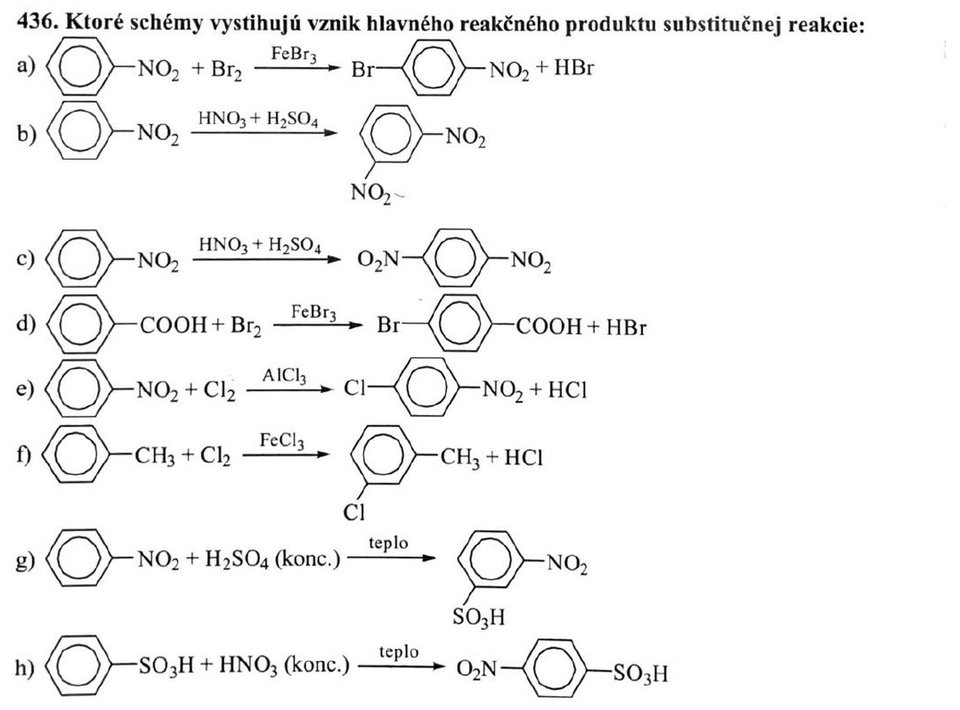 436. Ktoré schémy vystihujú vznik hlavného reakčného produktu substitučnej reakcie:
a) -NO₂ + Br₂ FeBr₃ Br- -NO₂ + HBr
b) -NO₂ HNO₃ + H₂SO₄ -NO₂
NO₂
c) -NO₂ HNO₃ + H₂SO₄ O₂N- -NO₂
d) -COOH + Br₂ FeBr₃ Br- -COOH + HBr
e) -NO₂ + Cl₂ AlCl₃ Cl- -NO₂ + HCl
f) -CH₃ + Cl₂ FeCl₃ -CH₃ + HCl
Cl
g) -NO₂ + H₂SO₄ (konc.) teplo -NO₂
SO₃H
h) -SO₃H + HNO₃ (konc.) teplo O₂N- -SO₃H